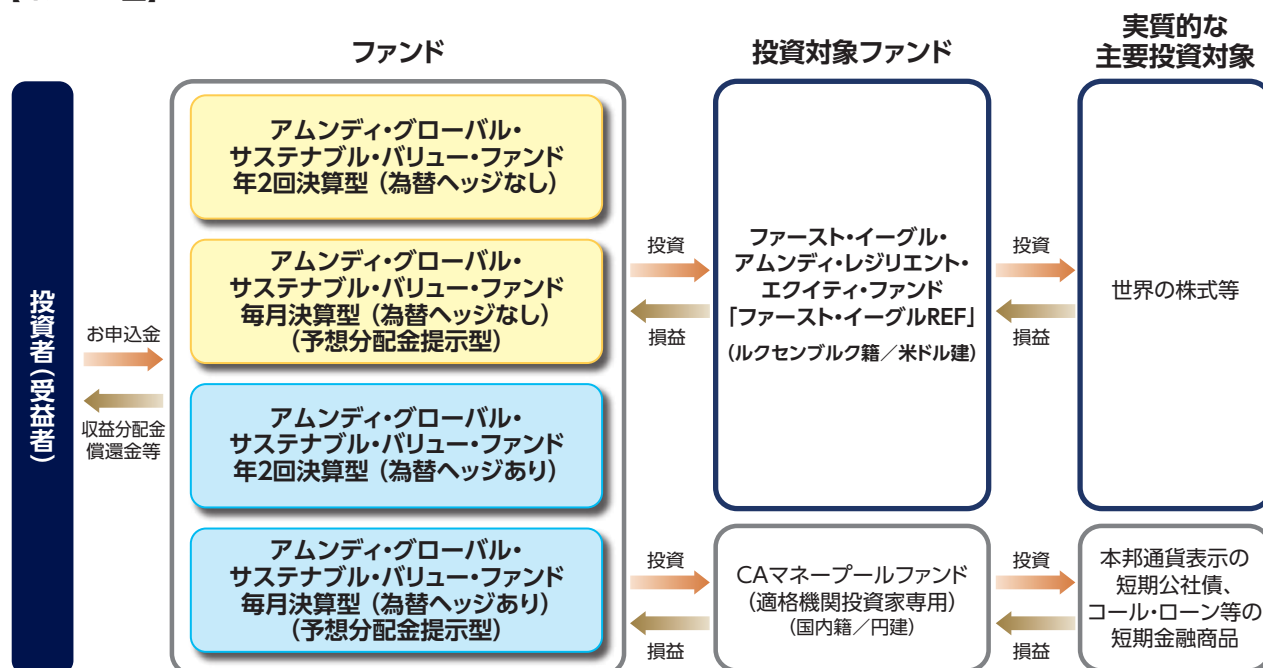 ファンド
投資対象ファンド
実質的な
主要投資対象
投資者(受益者)
お申込金
収益分配金
償還金等
アムンディ・グローバル・
サステナブル・バリュー・ファンド
年2回決算型（為替ヘッジなし）
アムンディ・グローバル・
サステナブル・バリュー・ファンド
毎月決算型（為替ヘッジなし）
（予想分配金提示型）
アムンディ・グローバル・
サステナブル・バリュー・ファンド
年2回決算型（為替ヘッジあり）
アムンディ・グローバル・
サステナブル・バリュー・ファンド
毎月決算型（為替ヘッジあり）
（予想分配金提示型）
投資
損益
ファースト・イーグル・
アムンディ・レジリエント・
エクイティ・ファンド
「ファースト・イーグルREF」
（ルクセンブルク籍／米ドル建）
投資
損益
世界の株式等
投資
損益
CAマネープールファンド
（適格機関投資家専用）
（国内籍／円建）
投資
損益
本邦通貨表示の
短期公社債、
コール・ローン等の
短期金融商品